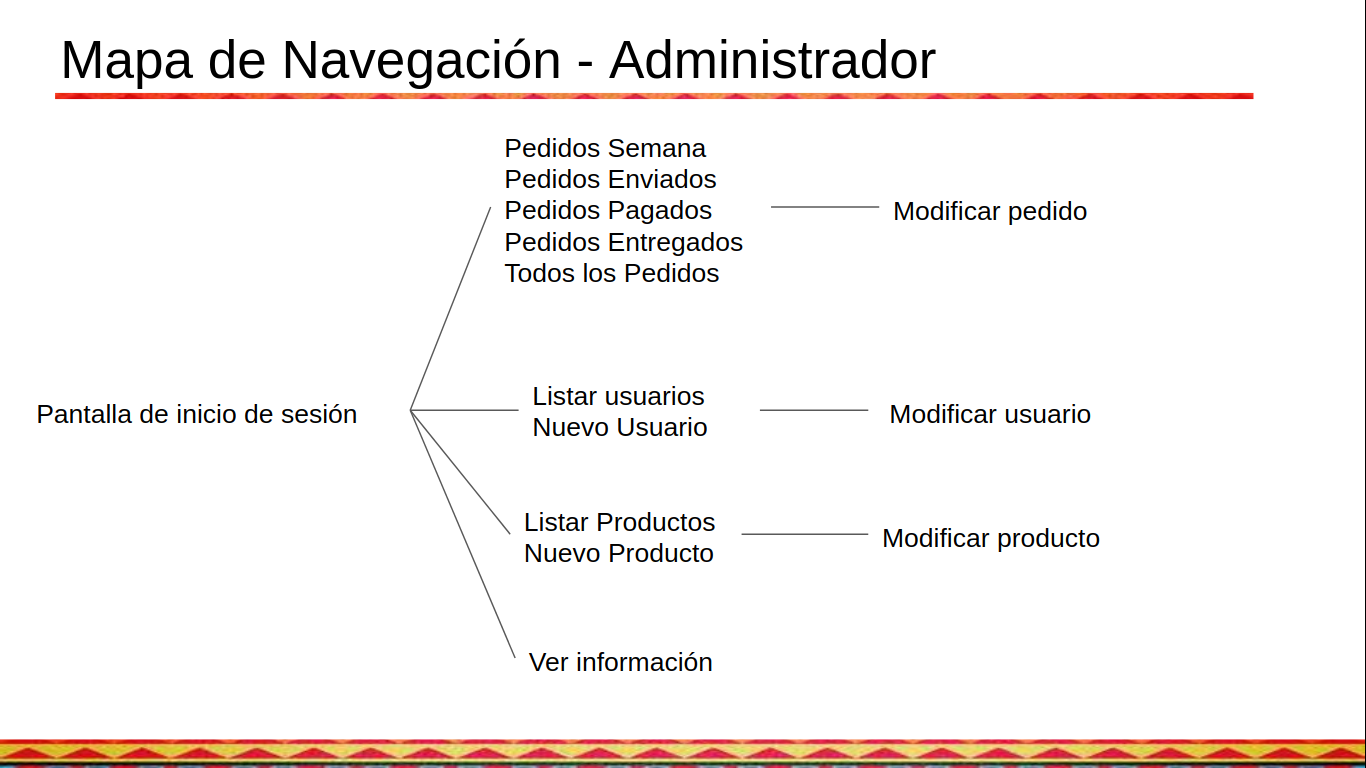 Mapa de Navegación - Administrador
Pedidos Semana
Pedidos Enviados
Pedidos Pagados
Pedidos Entregados
Todos los Pedidos
Modificar pedido
Pantalla de inicio de sesión
Listar usuarios
Nuevo Usuario
Modificar usuario
Listar Productos
Nuevo Producto
Modificar producto
Ver información